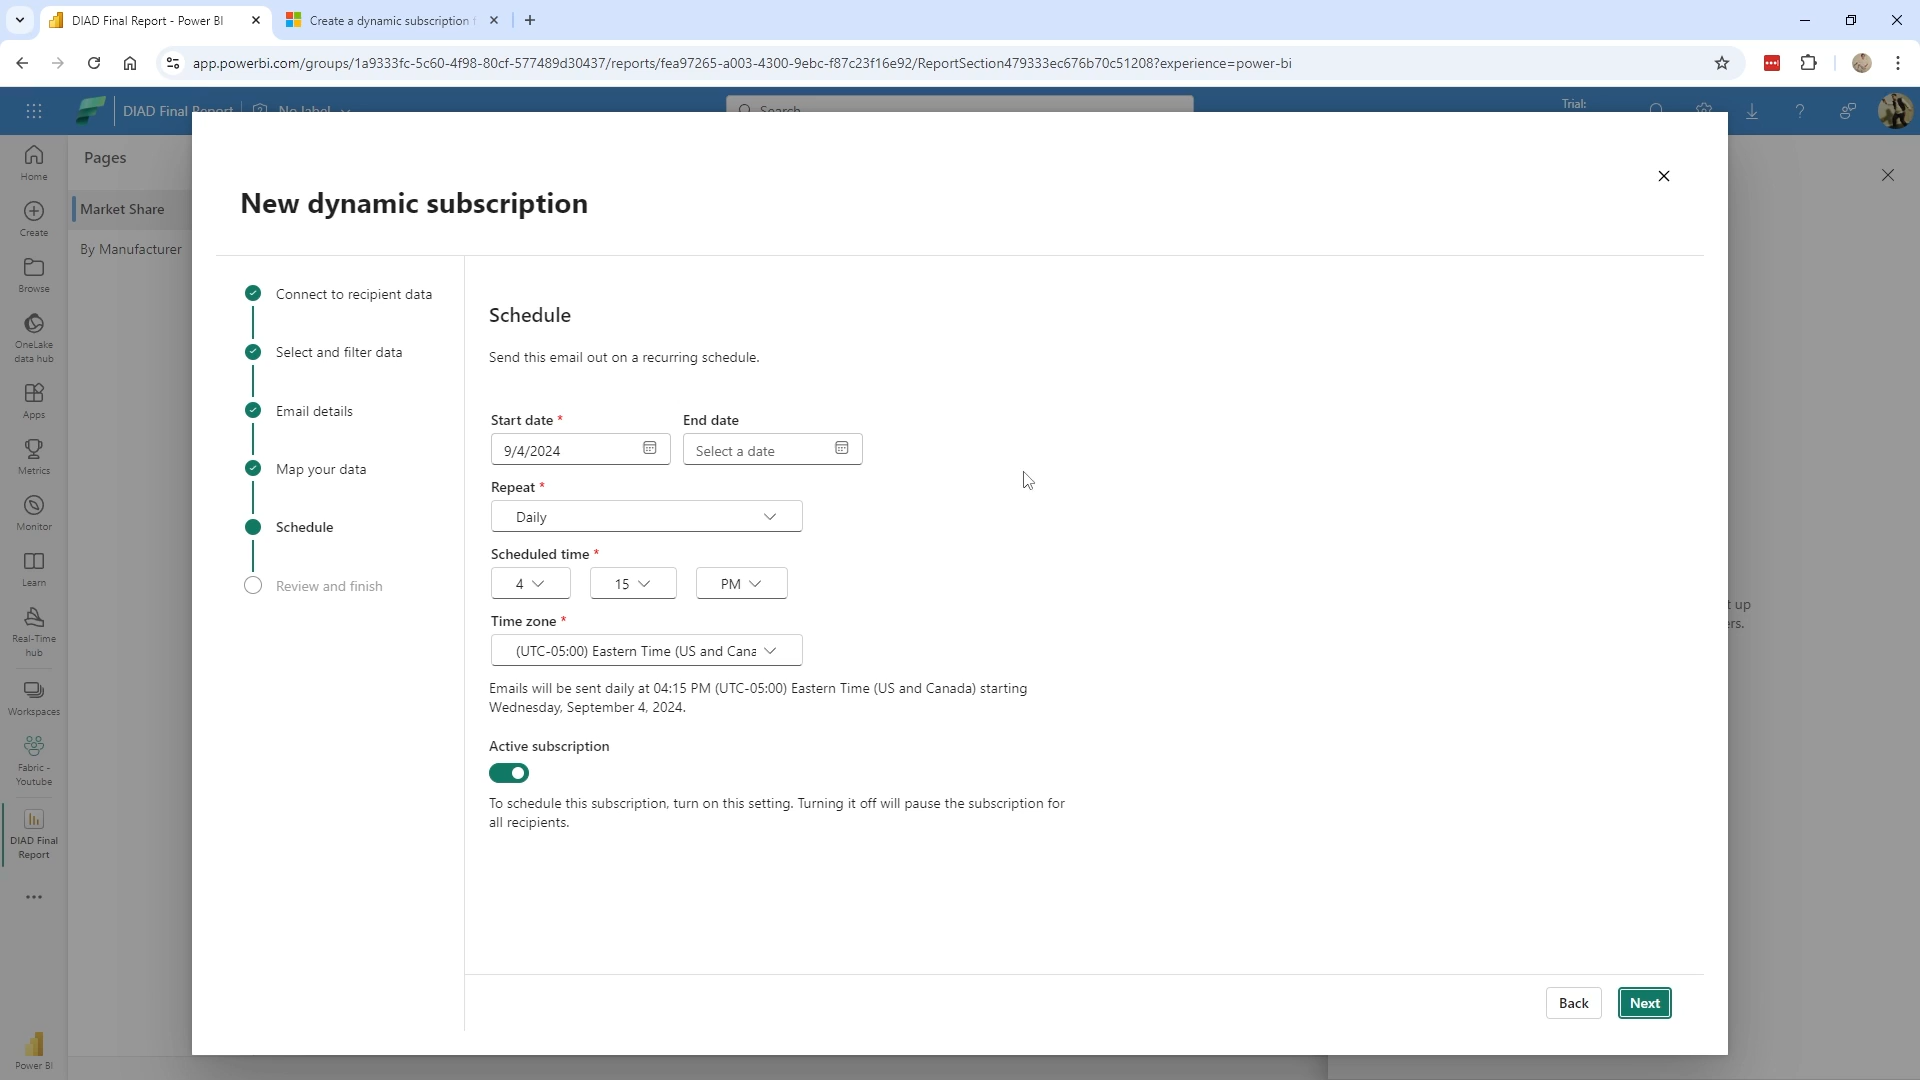 DIAD Final Report - Power BI
Create a dynamic subscription
app.powerbi.com/groups/1a9333fc-5c60-4f98-80cf-577489d30437/reports/fea97265-a003-4300-9ebc-f87c23f16e92/ReportSection479333ec676b70c51208?experience=power-bi
DIAD Final Report
No label
Search
Trial:
Home
Create
Browse
OneLake
data hub
Apps
Metrics
Monitor
Learn
Real-Time
hub
Workspaces
Fabric -
Youtube
DIAD Final
Report
Power BI
Pages
Market Share
By Manufacturer
New dynamic subscription
Connect to recipient data
Select and filter data
Email details
Map your data
Schedule
Review and finish
Schedule
Send this email out on a recurring schedule.
Start date * End date
9/4/2024 Select a date
Repeat *
Daily
Scheduled time *
4 15 PM
Time zone *
(UTC-05:00) Eastern Time (US and Cana
Emails will be sent daily at 04:15 PM (UTC-05:00) Eastern Time (US and Canada) starting
Wednesday, September 4, 2024.
Active subscription
To schedule this subscription, turn on this setting. Turning it off will pause the subscription for
all recipients.
Back Next
up